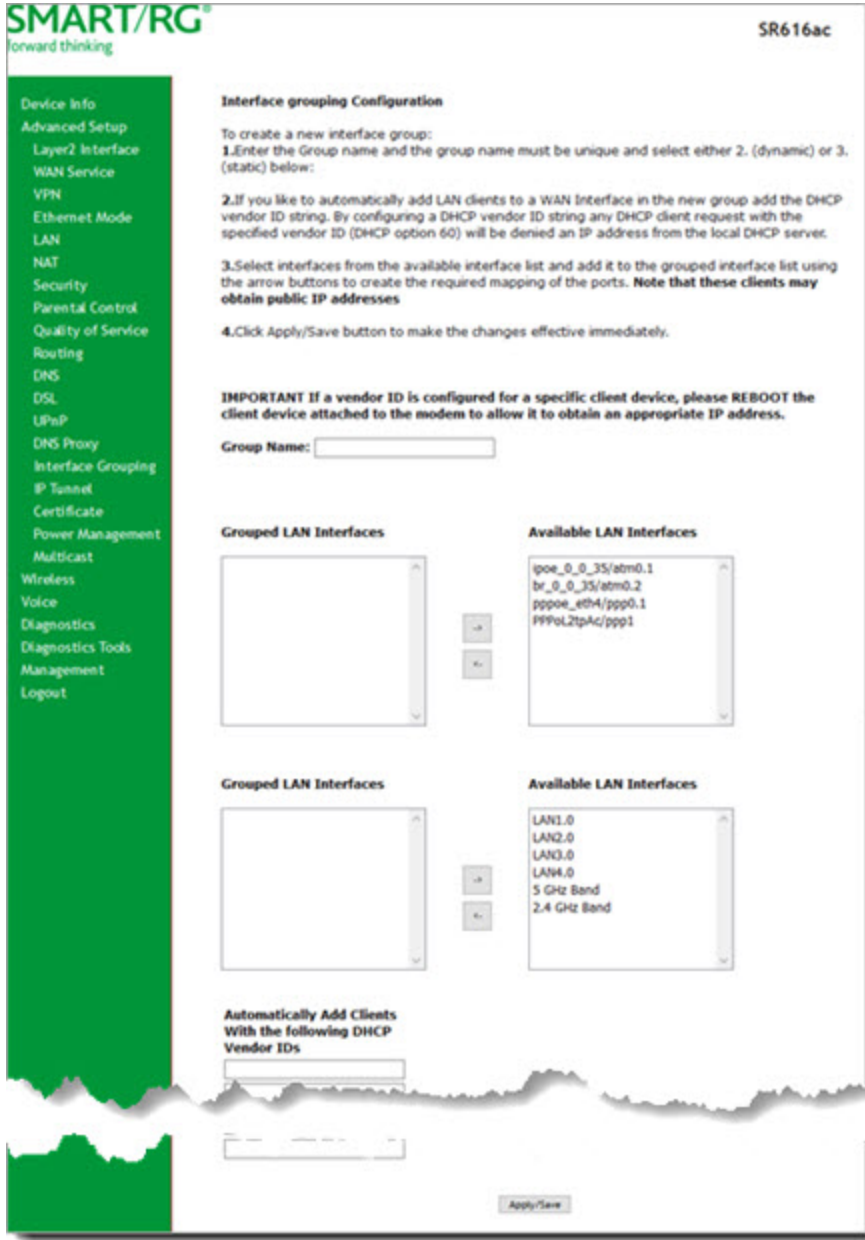 SMART/RG®
forward thinking
SR616ac
Device Info
Advanced Setup
Layer2 Interface
WAN Service
VPN
Ethernet Mode
LAN
NAT
Security
Parental Control
Quality of Service
Routing
DNS
DSL
UPnP
DNS Proxy
Interface Grouping
IP Tunnel
Certificate
Power Management
Multicast
Wireless
Voice
Diagnostics
Diagnostics Tools
Management
Logout
Interface grouping Configuration
To create a new interface group:
1.Enter the Group name and the group name must be unique and select either 2. (dynamic) or 3.
(static) below:
2.If you like to automatically add LAN clients to a WAN Interface in the new group add the DHCP
vendor ID string. By configuring a DHCP vendor ID string any DHCP client request with the
specified vendor ID (DHCP option 60) will be denied an IP address from the local DHCP server.
3.Select interfaces from the available interface list and add it to the grouped interface list using
the arrow buttons to create the required mapping of the ports. Note that these clients may
obtain public IP addresses
4.Click Apply/Save button to make the changes effective immediately.
IMPORTANT If a vendor ID is configured for a specific client device, please REBOOT the
client device attached to the modem to allow it to obtain an appropriate IP address.
Group Name:
Grouped LAN Interfaces
Available LAN Interfaces
ipoe_0_0_35/atm0.1
br_0_0_35/atm0.2
pppoe_eth4/ppp0.1
PPPoL2tpAc/ppp1
->
<-
Grouped LAN Interfaces
Available LAN Interfaces
LAN1.0
LAN2.0
LAN3.0
LAN4.0
5 GHz Band
2.4 GHz Band
->
<-
Automatically Add Clients
With the following DHCP
Vendor IDs
Apply/Save